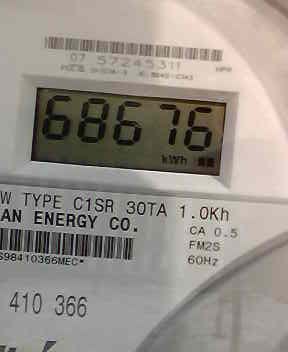 07 57245311
68676
kWh
W TYPE C1SR 30TA 1.0Kh
AN ENERGY CO.
CA 0.5
FM2S
S98410366MEC*
60Hz
410 366